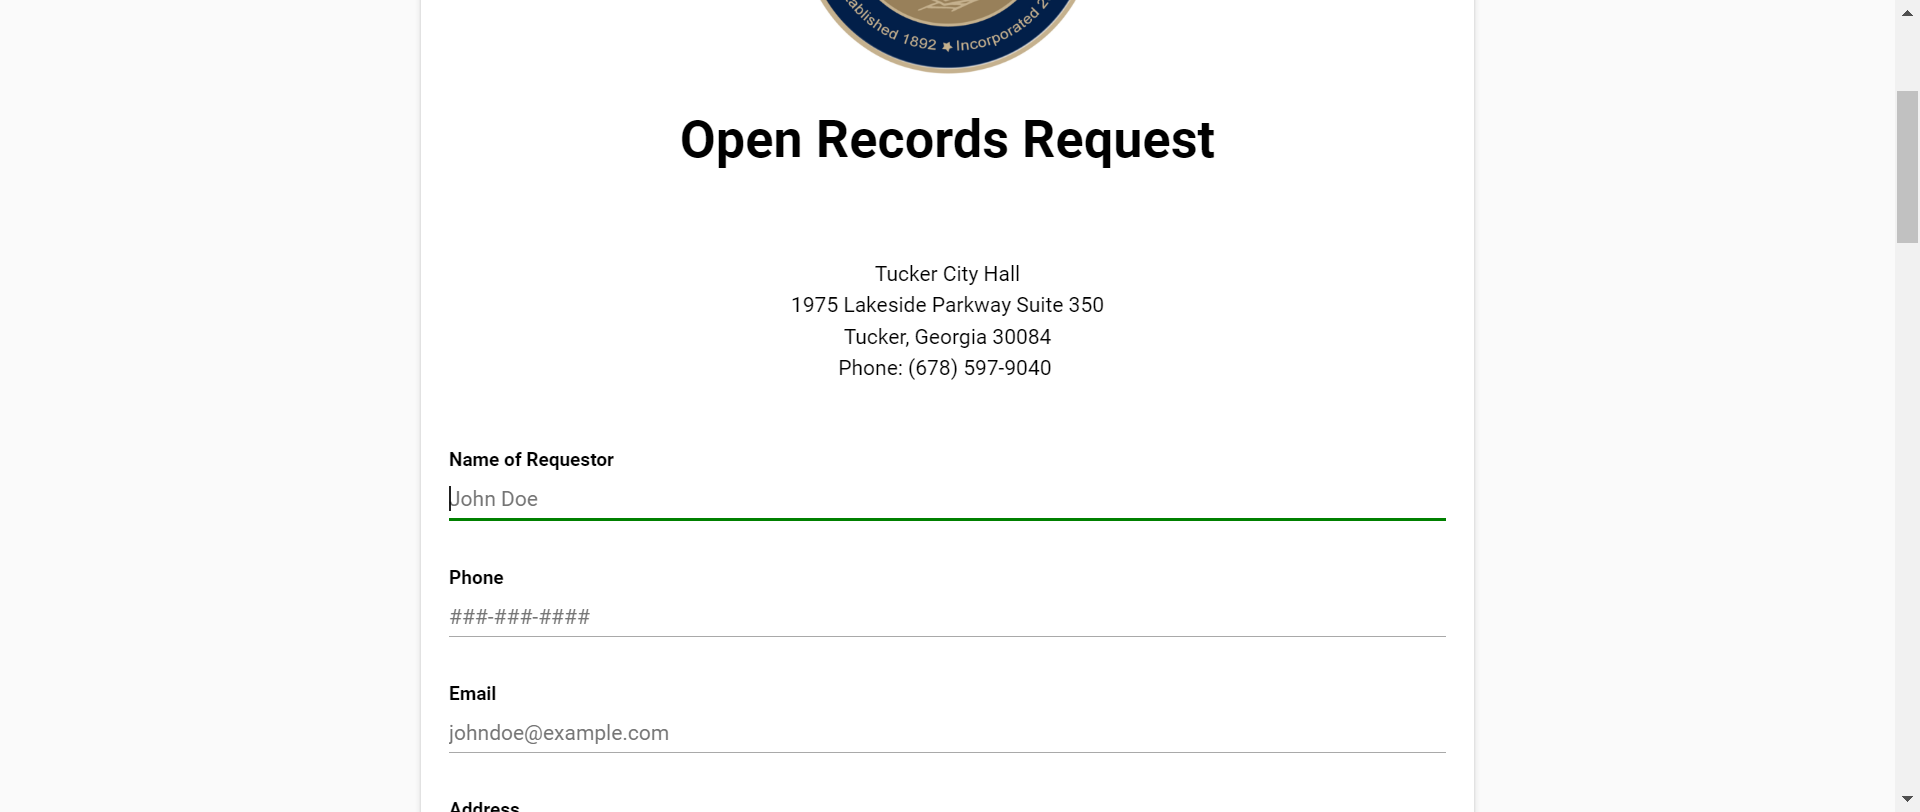 ablished 1892 ★ Incorporated 2
Open Records Request
Tucker City Hall
1975 Lakeside Parkway Suite 350
Tucker, Georgia 30084
Phone: (678) 597-9040
Name of Requestor
John Doe
Phone
###-###-####
Email
johndoe@example.com
Address